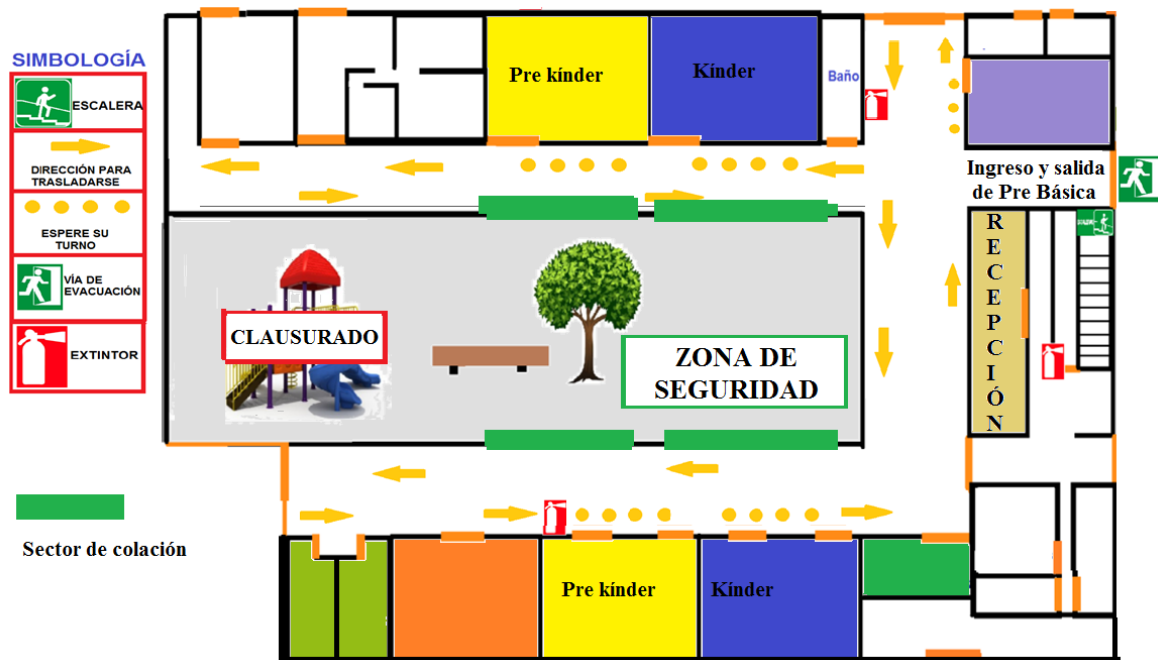 SIMBOLOGÍA
ESCALERA
DIRECCIÓN PARA
TRASLADARSE
ESPERE SU
TURNO
VÍA DE
EVACUACIÓN
EXTINTOR
Sector de colación
Pre kínder
Kínder
Baño
Ingreso y salida
de Pre Básica
RECEPCIÓN
CLAUSURADO
ZONA DE
SEGURIDAD
Pre kínder
Kínder